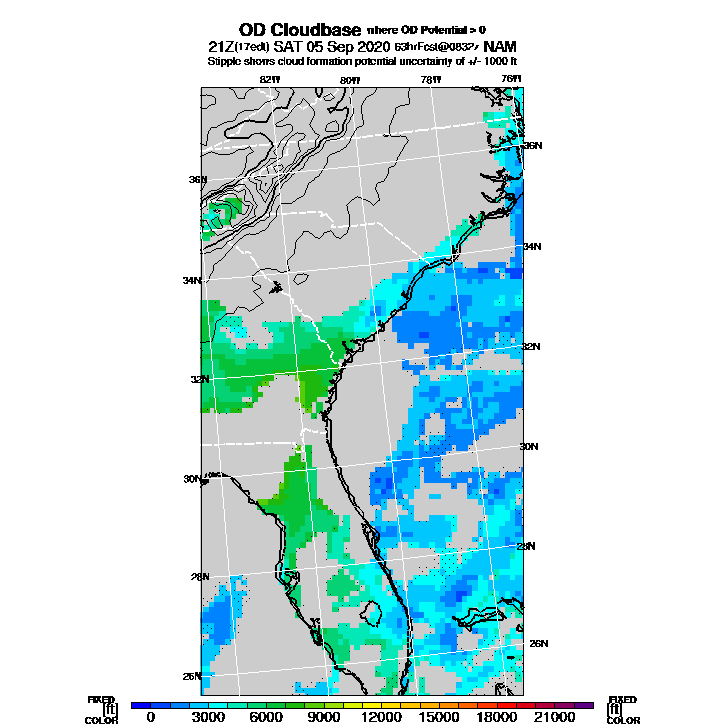 OD Cloudbase where OD Potential > 0
21Z(17edt) SAT 05 Sep 2020 63hrFcst@0832z NAM
Stipple shows cloud formation potential uncertainty of +/- 1000 ft
82W 80W 78W 76W
36N
36N
34N
34N
32N
32N
30N
30N
28N
28N
26N
26N
FIXED FIXED
[ft] [ft]
COLOR 0 3000 6000 9000 12000 15000 18000 21000 COLOR